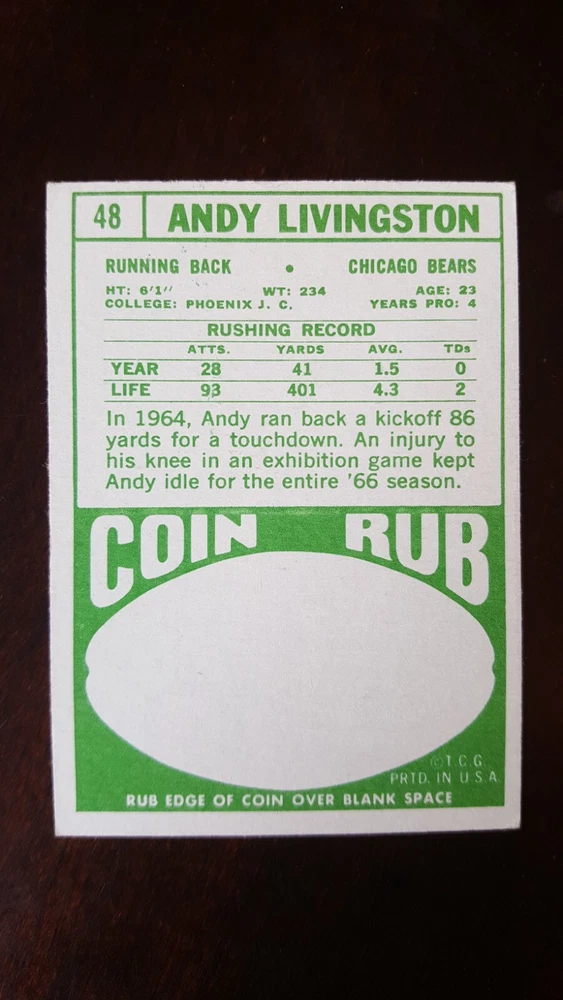 48 ANDY LIVINGSTON
RUNNING BACK • CHICAGO BEARS
HT: 6'1" WT: 234 AGE: 23
COLLEGE: PHOENIX J. C. YEARS PRO: 4
RUSHING RECORD
ATTS. YARDS AVG. TDs
YEAR 28 41 1.5 0
LIFE 93 401 4.3 2
In 1964, Andy ran back a kickoff 86
yards for a touchdown. An injury to
his knee in an exhibition game kept
Andy idle for the entire '66 season.
COIN RUB
©T.C.G.
PRTD. IN U.S.A.
RUB EDGE OF COIN OVER BLANK SPACE